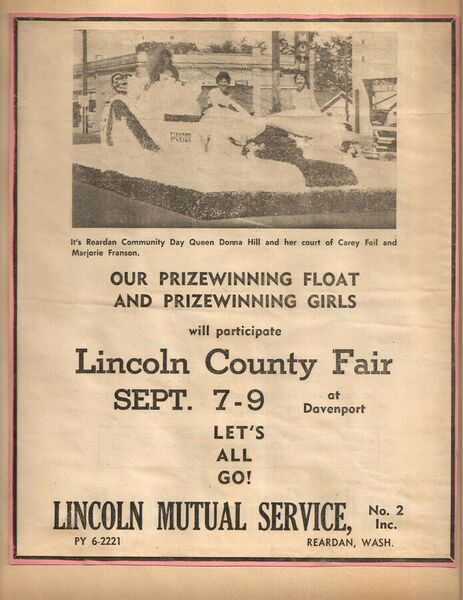 It's Reardan Community Day Queen Donna Hill and her court of Carey Feil and
Marjorie Franson.
OUR PRIZEWINNING FLOAT
AND PRIZEWINNING GIRLS
will participate
Lincoln County Fair
SEPT. 7-9 at
Davenport
LET'S
ALL
GO!
LINCOLN MUTUAL SERVICE, No. 2
Inc.
PY 6-2221 REARDAN, WASH.